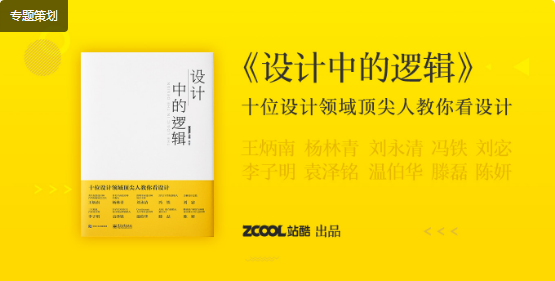 专题策划
《设计中的逻辑》
十位设计领域顶尖人教你看设计
王炳南 杨林青 刘永清 冯铁 刘宓
李子明 袁泽铭 温伯华 滕磊 陈妍
ZCOOL站酷 出品
设计
中的逻辑
十位设计领域顶尖人教你看设计